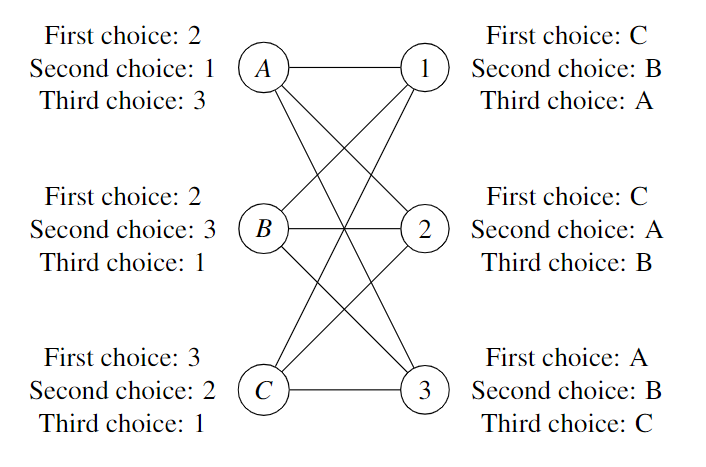 First choice: 2
Second choice: 1
Third choice: 3
A
1
First choice: C
Second choice: B
Third choice: A
First choice: 2
Second choice: 3
Third choice: 1
B
2
First choice: C
Second choice: A
Third choice: B
First choice: 3
Second choice: 2
Third choice: 1
C
3
First choice: A
Second choice: B
Third choice: C